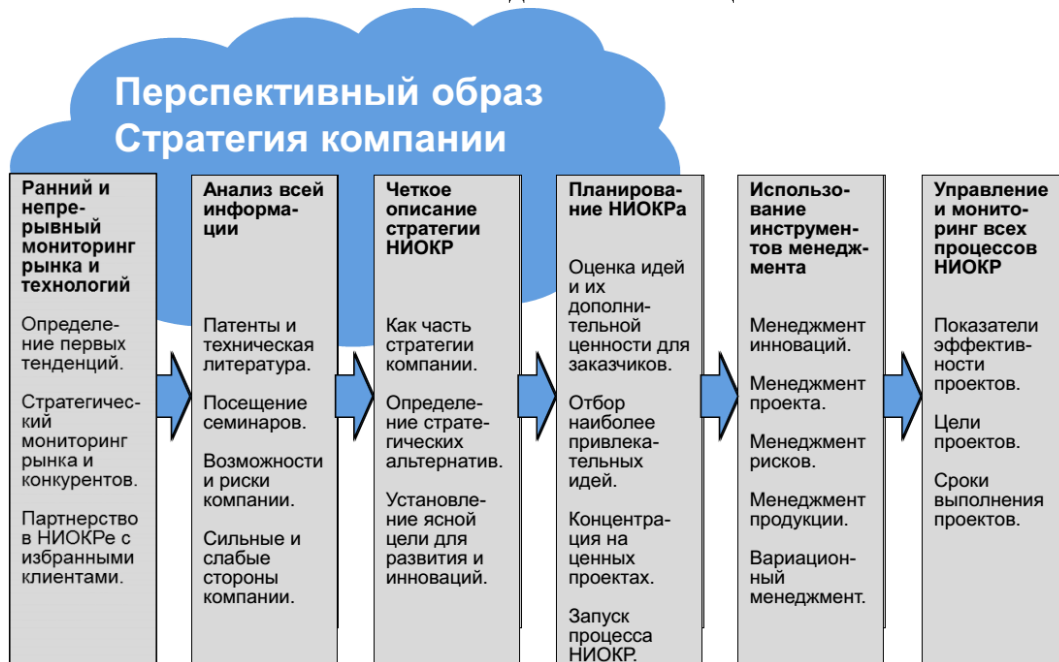 Перспективный образ
Стратегия компании
Ранний и
непре-
рывный
мониторинг
рынка и
технологий
Определе-
ние первых
тенденций.
Стратегичес-
кий
мониторинг
рынка и
конкурентов.
Партнерство
в НИОКРе с
избранными
клиентами.
Анализ всей
информа-
ции
Патенты и
техническая
литература.
Посещение
семинаров.
Возможности
и риски
компании.
Сильные и
слабые
стороны
компании.
Четкое
описание
стратегии
НИОКР
Как часть
стратегии
компании.
Определе-
ние страте-
гических
альтернатив.
Установле-
ние ясной
цели для
развития и
инноваций.
Планирова-
ние НИОКРа
Оценка идей
и их
дополни-
тельной
ценности для
заказчиков.
Отбор
наиболее
привлека-
тельных
идей.
Концентра-
ция на
ценных
проектах.
Запуск
процесса
НИОКР.
Использо-
вание
инструмен-
тов менедж-
мента
Менеджмент
инноваций.
Менеджмент
проекта.
Менеджмент
рисков.
Менеджмент
продукции.
Вариацион-
ный
менеджмент.
Управление
и монито-
ринг всех
процессов
НИОКР
Показатели
эффектив-
ности
проектов.
Цели
проектов.
Сроки
выполнения
проектов.